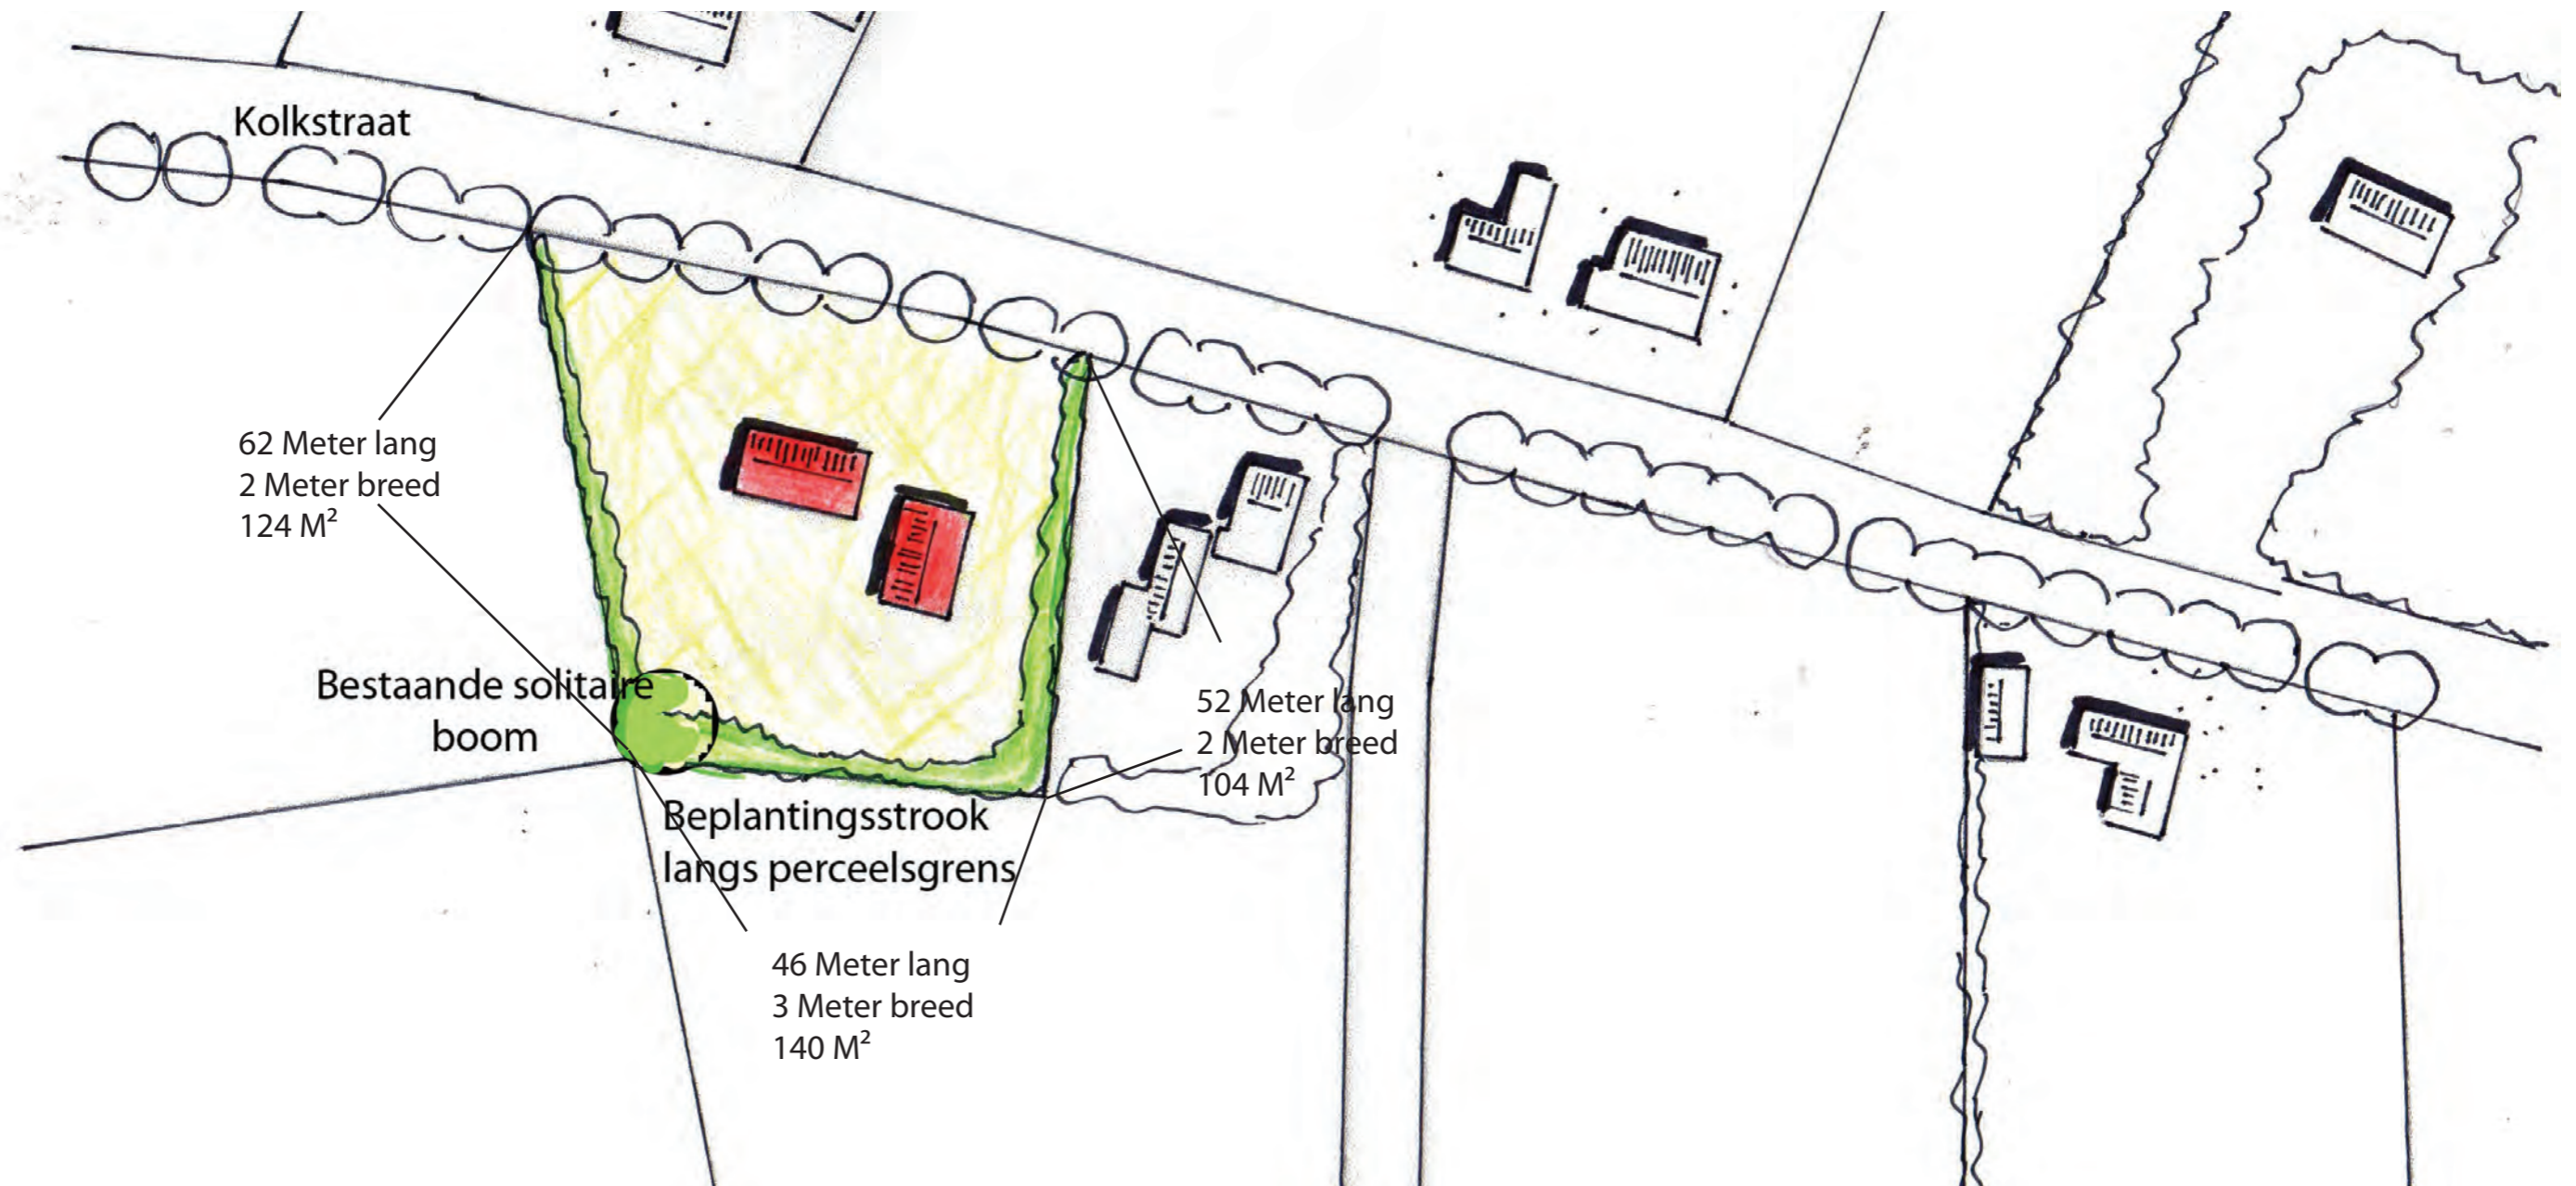 Kolkstraat
62 Meter lang
2 Meter breed
124 M²
Bestaande solitaire
boom
52 Meter lang
2 Meter breed
104 M²
Beplantingsstrook
langs perceelsgrens
46 Meter lang
3 Meter breed
140 M²